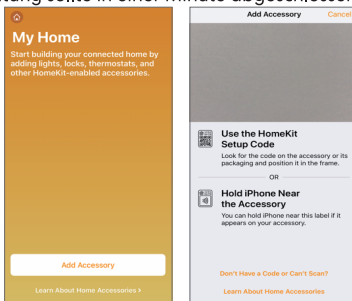 My Home
Start building your connected home by
adding lights, locks, thermostats, and
other HomeKit-enabled accessories.
Add Accessory
Learn About Home Accessories >
Add Accessory
Cancel
Use the HomeKit
Setup Code
Look for the code on the accessory or its
packaging and position it in the frame.
OR
Hold iPhone Near
the Accessory
You can hold iPhone near this label if it
appears on your accessory.
Don't Have a Code or Can't Scan?
Learn About Home Accessories